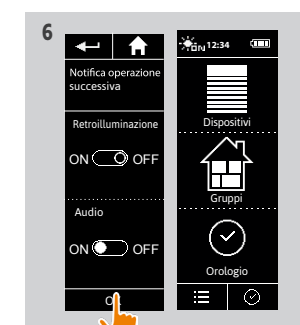 6
12:34
Notifica operazione
successiva
Retroilluminazione
ON OFF
Audio
ON OFF
Dispositivi
Gruppi
Orologio